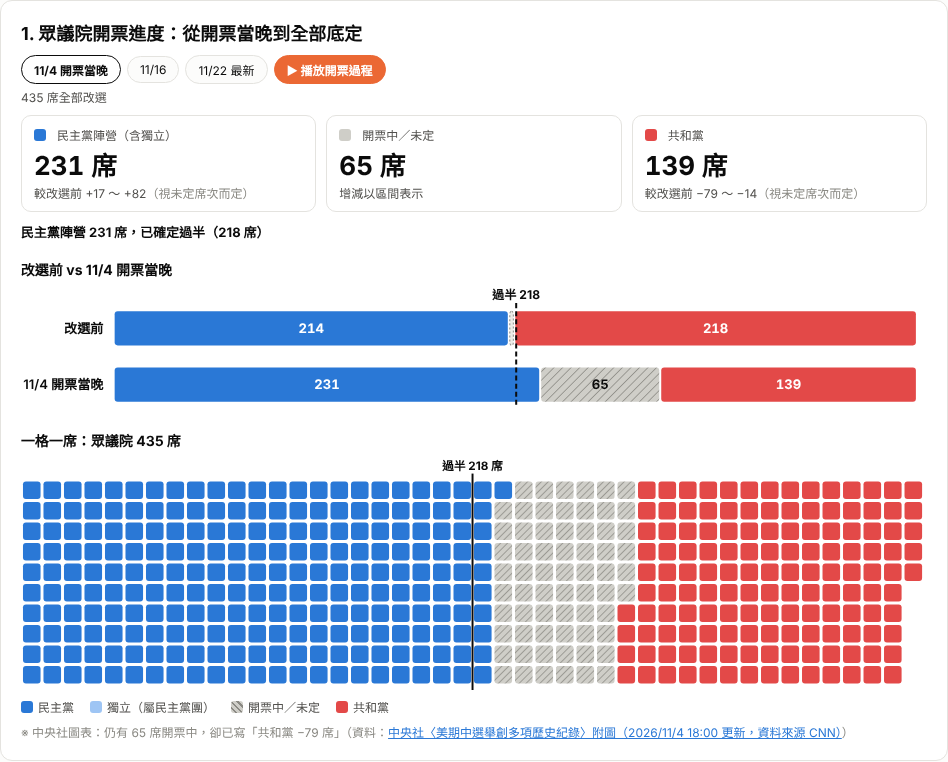 1. 眾議院開票進度：從開票當晚到全部底定
11/4 開票當晚
11/16
11/22 最新
▶ 播放開票過程
435 席全部改選
民主黨陣營（含獨立）
231 席
較改選前 +17 ～ +82（視未定席次而定）
開票中／未定
65 席
增減以區間表示
共和黨
139 席
較改選前 −79 ～ −14（視未定席次而定）
民主黨陣營 231 席，已確定過半（218 席）
改選前 vs 11/4 開票當晚
過半 218
改選前
214
218
11/4 開票當晚
231
65
139
一格一席：眾議院 435 席
過半 218 席
民主黨
獨立（屬民主黨團）
開票中／未定
共和黨
※ 中央社圖表：仍有 65 席開票中，卻已寫「共和黨 −79 席」（資料：中央社〈美期中選舉創多項歷史紀錄〉附圖（2026/11/4 18:00 更新，資料來源 CNN））